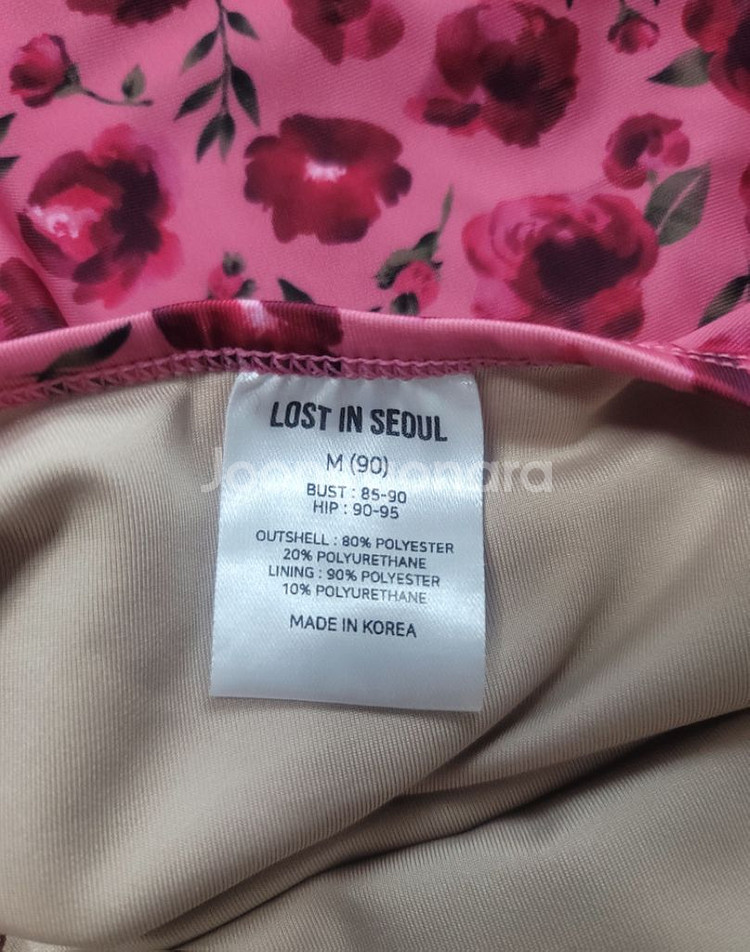 LOST IN SEOUL
M (90)
Joonggonara
BUST : 85-90
HIP : 90-95
OUTSHELL : 80% POLYESTER
20% POLYURETHANE
LINING : 90% POLYESTER
10% POLYURETHANE
MADE IN KOREA